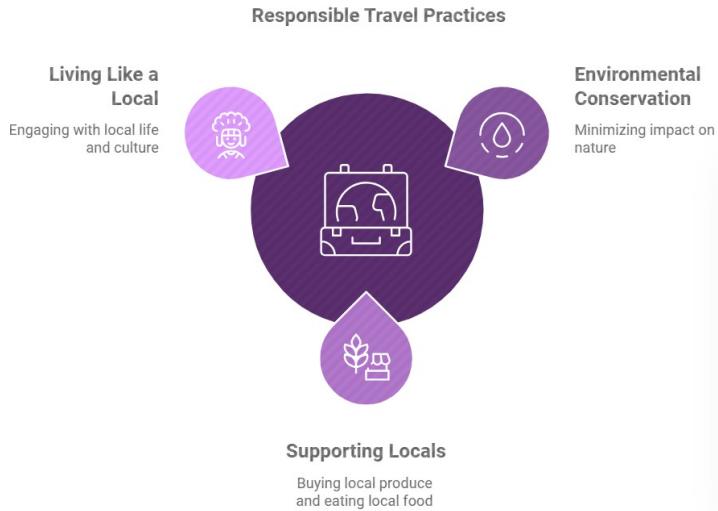 Responsible Travel Practices
Living Like a
Local
Engaging with local life
and culture
Environmental
Conservation
Minimizing impact on
nature
Supporting Locals
Buying local produce
and eating local food